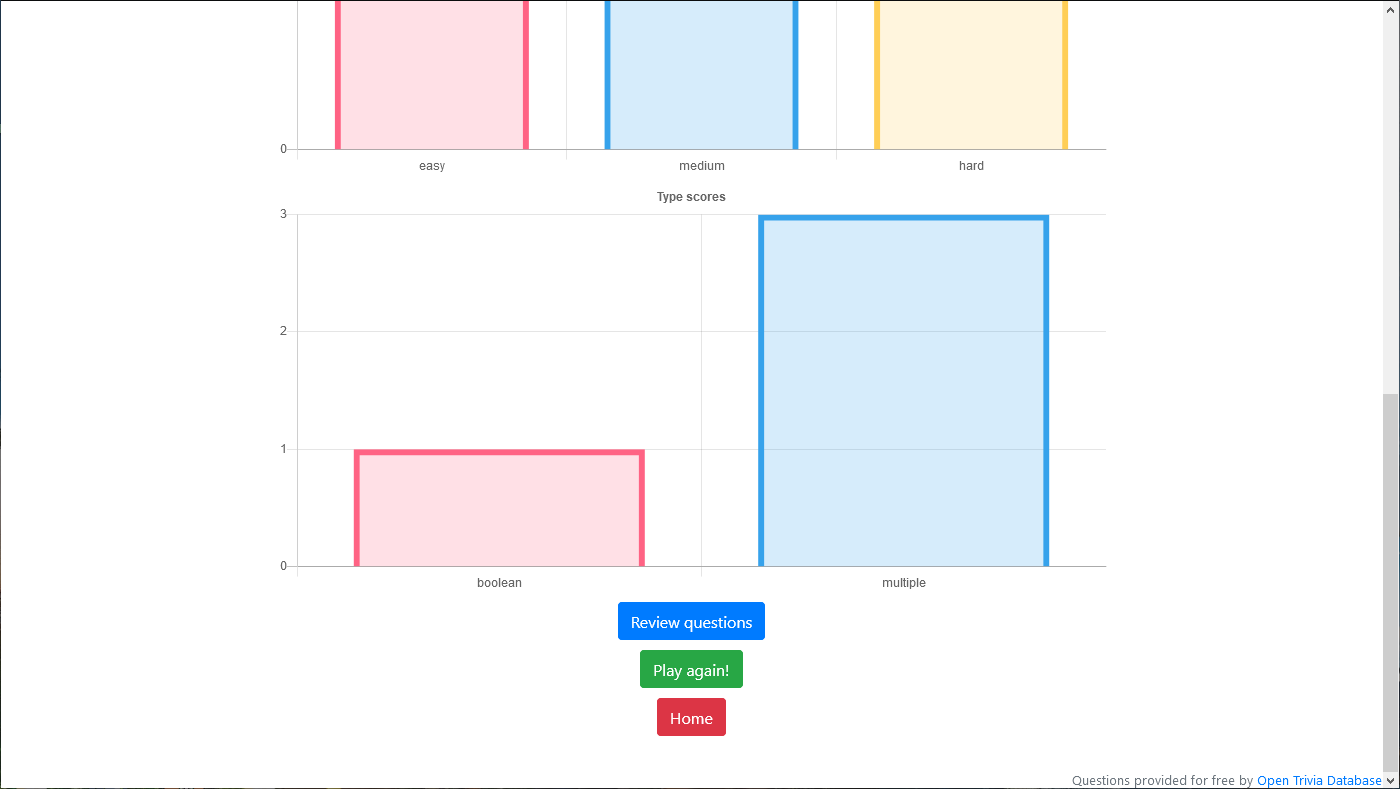 0
easy medium hard
Type scores
3
2
1
0
boolean multiple
Review questions
Play again!
Home
Questions provided for free by Open Trivia Database